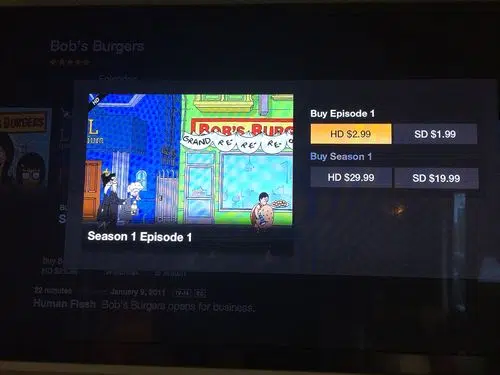 Bob's Burgers
Episodes
HD
BURGERS
BOB'S BURG
GRAND RE RE RE
Buy Episode 1
HD $2.99
SD $1.99
Buy Season 1
HD $29.99
SD $19.99
Season 1 Episode 1
22 minutes
January 9, 2011
CC
Human Flesh Bob's Burgers opens for business.